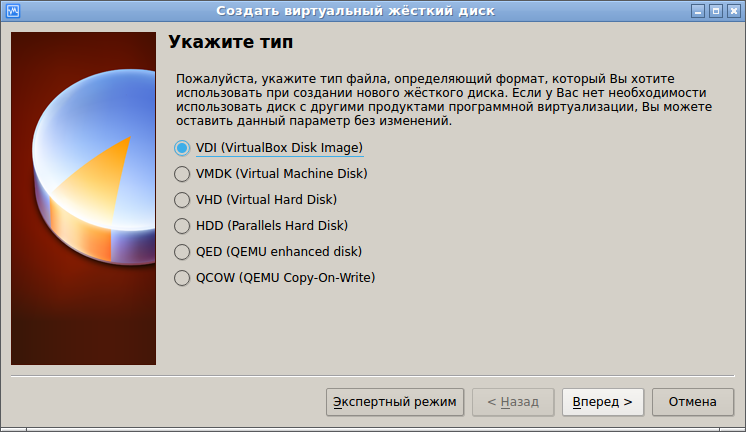 Создать виртуальный жёсткий диск
Укажите тип
Пожалуйста, укажите тип файла, определяющий формат, который Вы хотите
использовать при создании нового жёсткого диска. Если у Вас нет необходимости
использовать диск с другими продуктами программной виртуализации, Вы можете
оставить данный параметр без изменений.
VDI (VirtualBox Disk Image)
VMDK (Virtual Machine Disk)
VHD (Virtual Hard Disk)
HDD (Parallels Hard Disk)
QED (QEMU enhanced disk)
QCOW (QEMU Copy-On-Write)
Экспертный режим
< Назад
Вперед >
Отмена